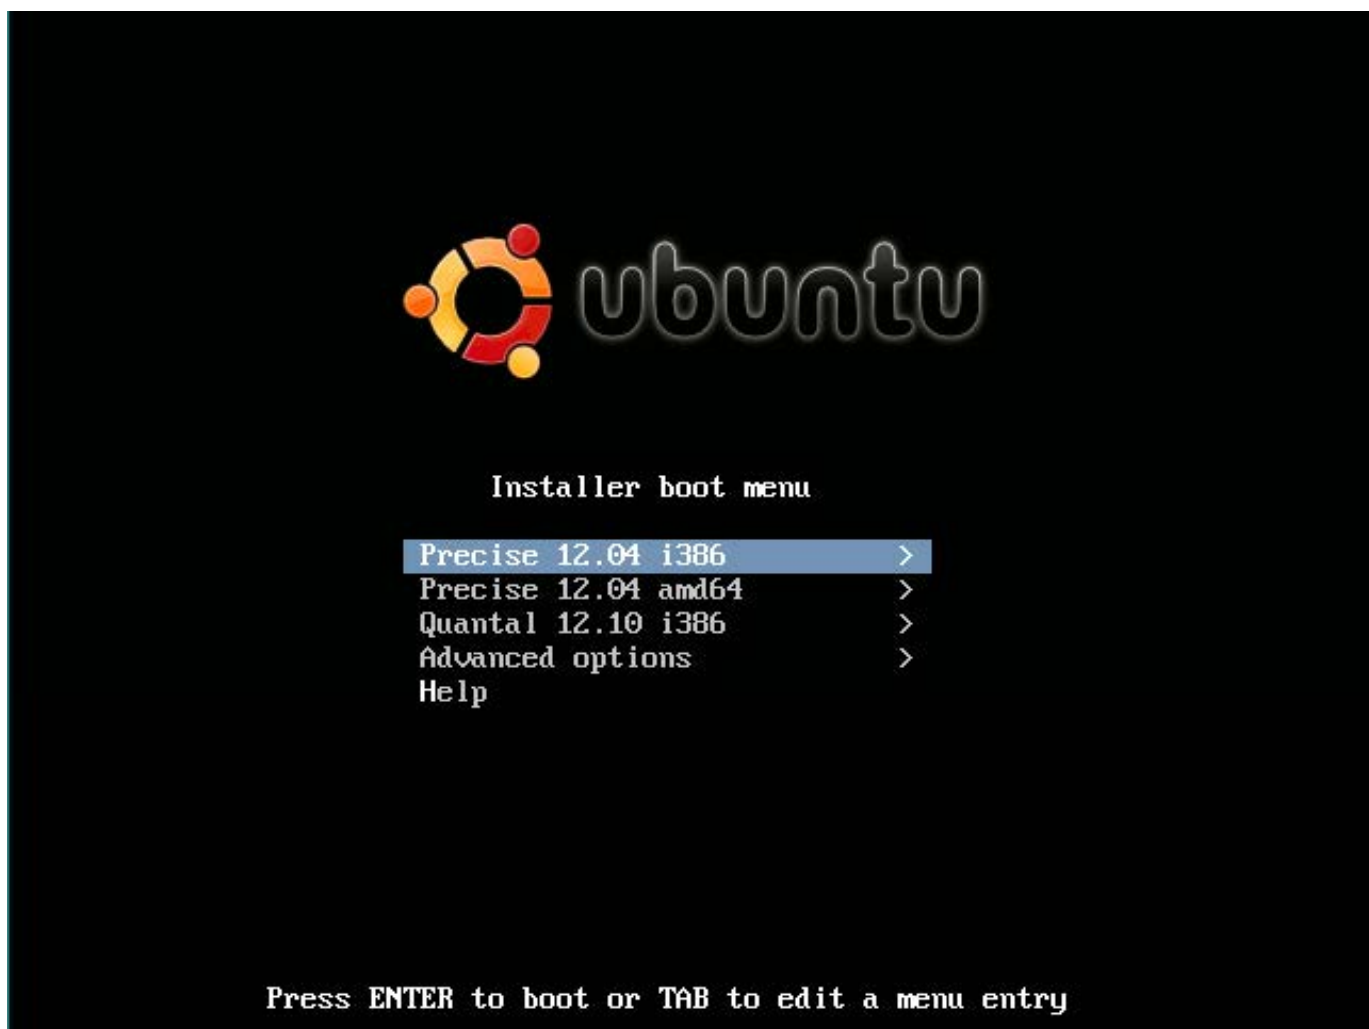 ubuntu
Installer boot menu
Precise 12.04 i386 >
Precise 12.04 amd64 >
Quantal 12.10 i386 >
Advanced options >
Help
Press ENTER to boot or TAB to edit a menu entry